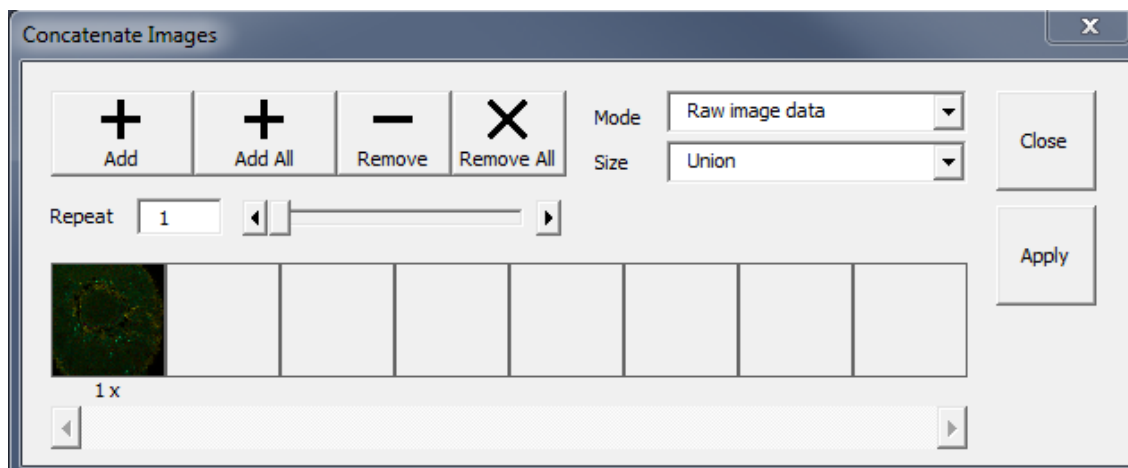 Concatenate Images
X
Add
Add All
Remove
Remove All
Mode
Raw image data
Size
Union
Close
Repeat
1
Apply
1 x